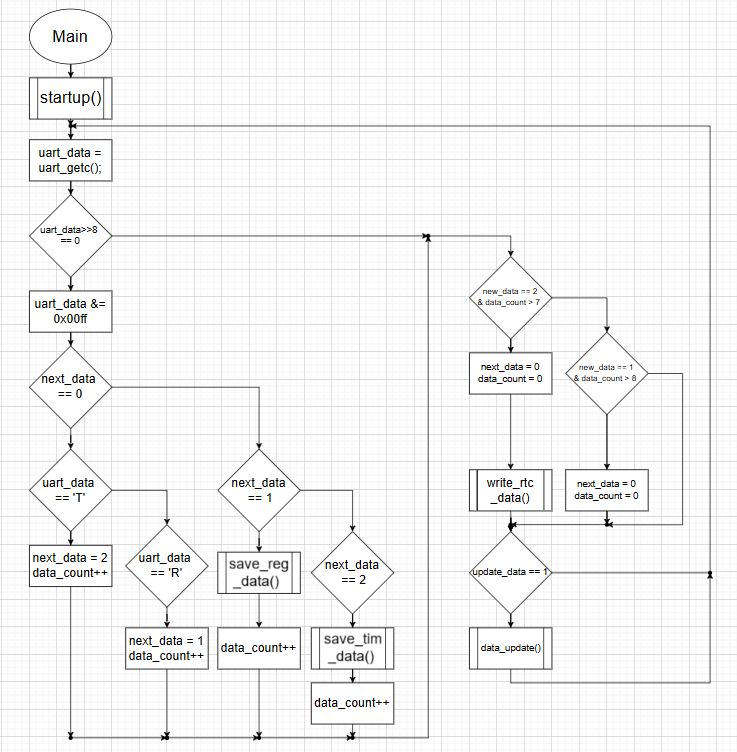 Main
startup()
uart_data =
uart_getc();
uart_data>>8
== 0
uart_data &=
0x00ff
next_data
== 0
uart_data
== 'T'
next_data = 2
data_count++
uart_data
== 'R'
next_data = 1
data_count++
next_data
== 1
save_reg
_data()
data_count++
next_data
== 2
save_tim
_data()
data_count++
new_data == 2
& data_count > 7
next_data = 0
data_count = 0
write_rtc
_data()
new_data == 1
& data_count > 8
next_data = 0
data_count = 0
update_data == 1
data_update()